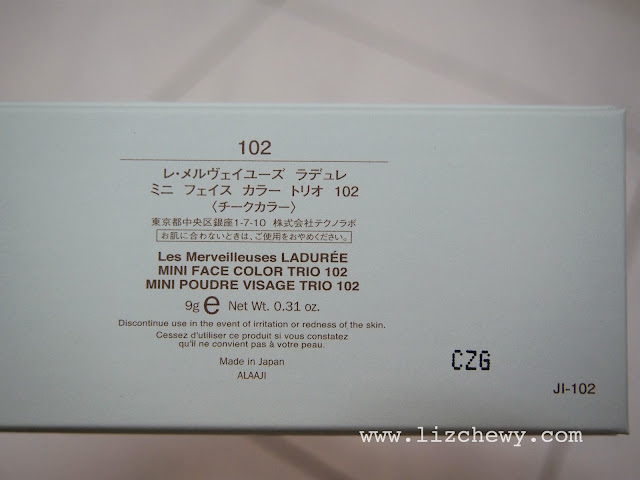 102
レ・メルヴェイユーズ ラデュレ
ミニ フェイス カラー トリオ 102
〈チークカラー〉
東京都中央区銀座1-7-10 株式会社テクノラボ
お肌に合わないときは、ご使用をおやめください。
Les Merveilleuses LADURÉE
MINI FACE COLOR TRIO 102
MINI POUDRE VISAGE TRIO 102
9g e Net Wt. 0.31 oz.
Discontinue use in the event of irritation or redness of the skin.
Cessez d'utiliser ce produit si vous constatez
qu'il ne convient pas à votre peau.
Made in Japan
ALAAJI
CZG
JI-102
www.lizchewy.com